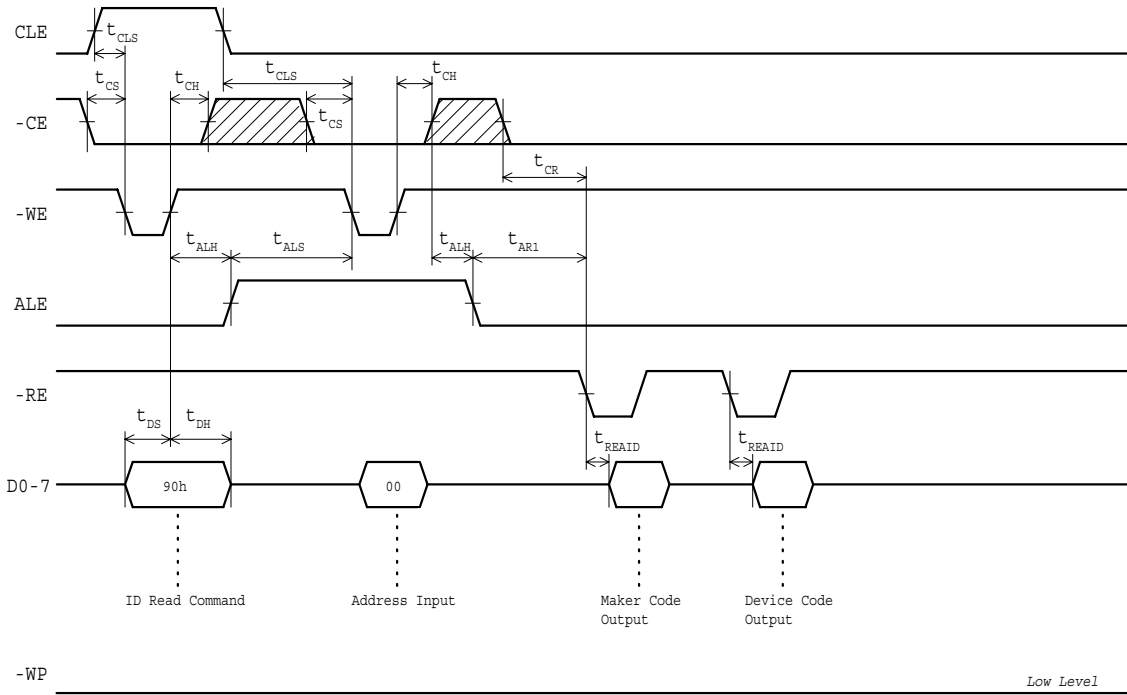 CLE
tCLS
tCS
tCH
tCLS
tCH
-CE
tCS
tCR
-WE
tALH
tALS
tALH
tAR1
ALE
-RE
tDS
tDH
tREAID
tREAID
D0-7
90h
00
ID Read Command
Address Input
Maker Code
Output
Device Code
Output
-WP
Low Level